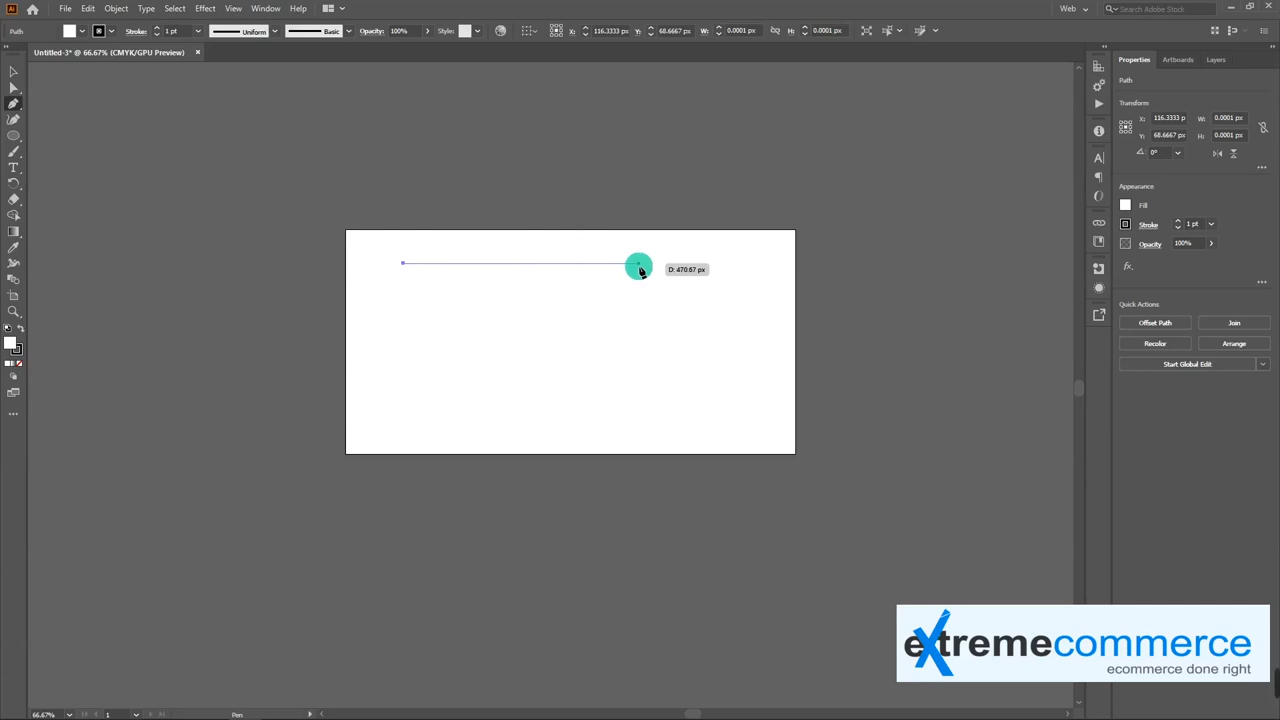 Ai File Edit Object Type Select Effect View Window Help Web Search Adobe Stock
Path Stroke: 1 pt Uniform Basic Opacity: 100% Style: X: 116.3333 px Y: 68.6667 px W: 0.0001 px H: 0.0001 px
Untitled-3* @ 66.67% (CMYK/GPU Preview) ×
Properties Artboards Layers
Path
Transform
X: 116.3333 p W: 0.0001 px
Y: 68.6667 px H: 0.0001 px
0°
Appearance
Fill
Stroke 1 pt
Opacity 100%
fx.
D: 470.67 px
Quick Actions
Offset Path Join
Recolor Arrange
Start Global Edit
extremecommerce
ecommerce done right
66.67% 1 Pen